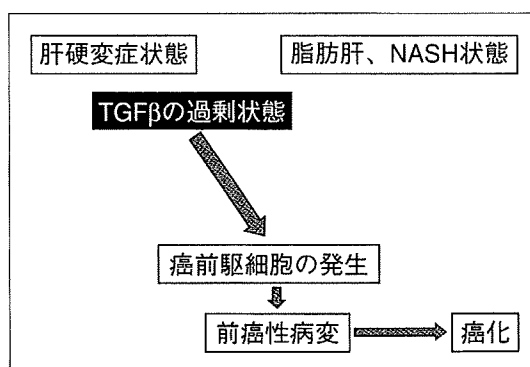 肝硬変症状態
脂肪肝、NASH状態
TGFβの過剰状態
癌前駆細胞の発生
前癌性病変
癌化